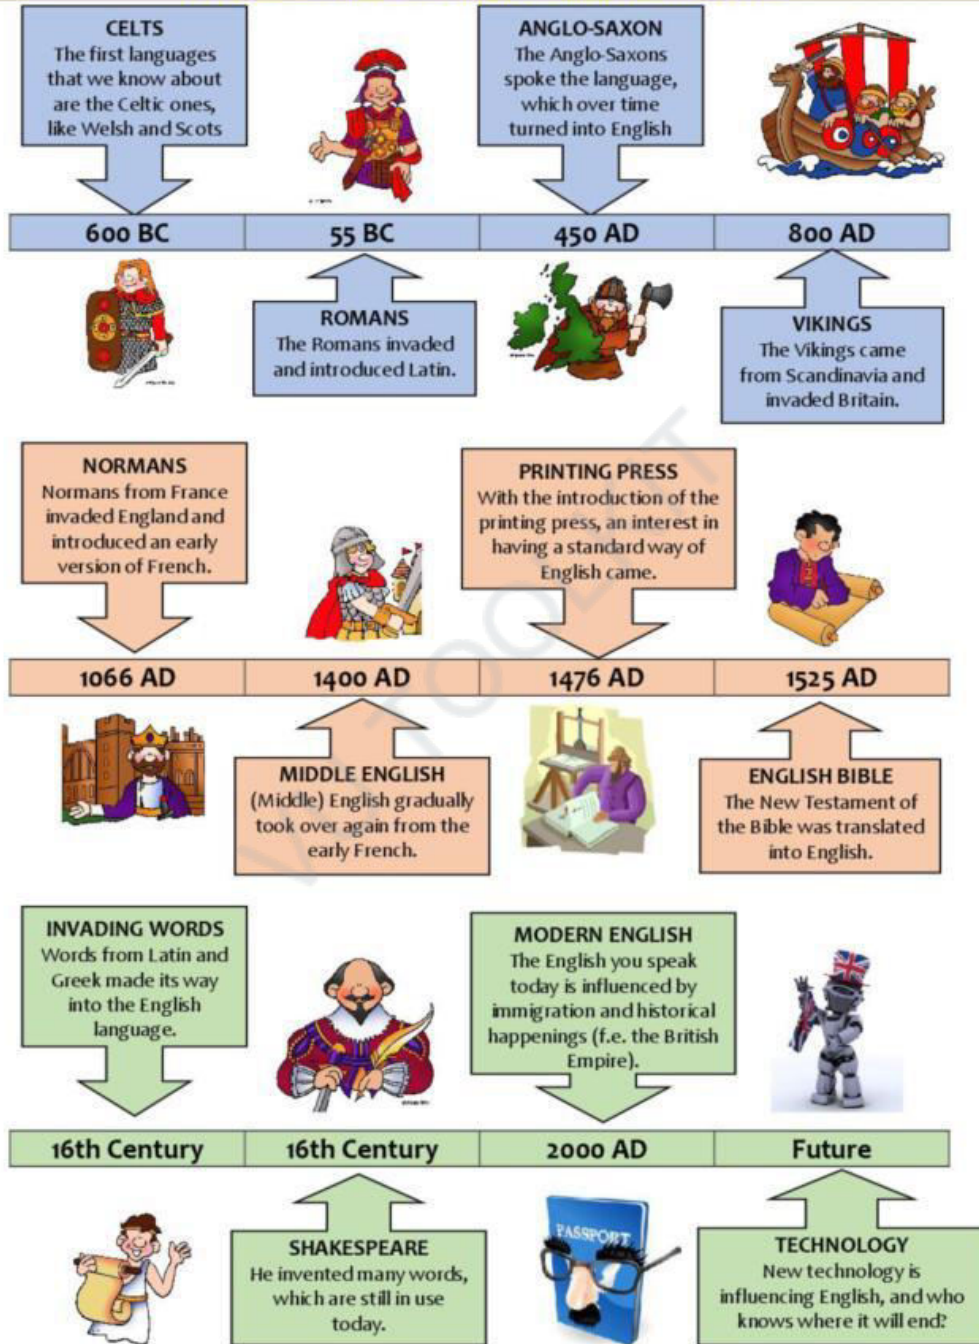 CELTS
The first languages
that we know about
are the Celtic ones,
like Welsh and Scots
ANGLO-SAXON
The Anglo-Saxons
spoke the language,
which over time
turned into English
600 BC
55 BC
450 AD
800 AD
ROMANS
The Romans invaded
and introduced Latin.
VIKINGS
The Vikings came
from Scandinavia and
invaded Britain.
NORMANS
Normans from France
invaded England and
introduced an early
version of French.
PRINTING PRESS
With the introduction of the
printing press, an interest in
having a standard way of
English came.
1066 AD
1400 AD
1476 AD
1525 AD
MIDDLE ENGLISH
(Middle) English gradually
took over again from the
early French.
ENGLISH BIBLE
The New Testament of
the Bible was translated
into English.
INVADING WORDS
Words from Latin and
Greek made its way
into the English
language.
MODERN ENGLISH
The English you speak
today is influenced by
immigration and historical
happenings (f.e. the British
Empire).
16th Century
16th Century
2000 AD
Future
SHAKESPEARE
He invented many words,
which are still in use
today.
PASSPORT
TECHNOLOGY
New technology is
influencing English, and who
knows where it will end?